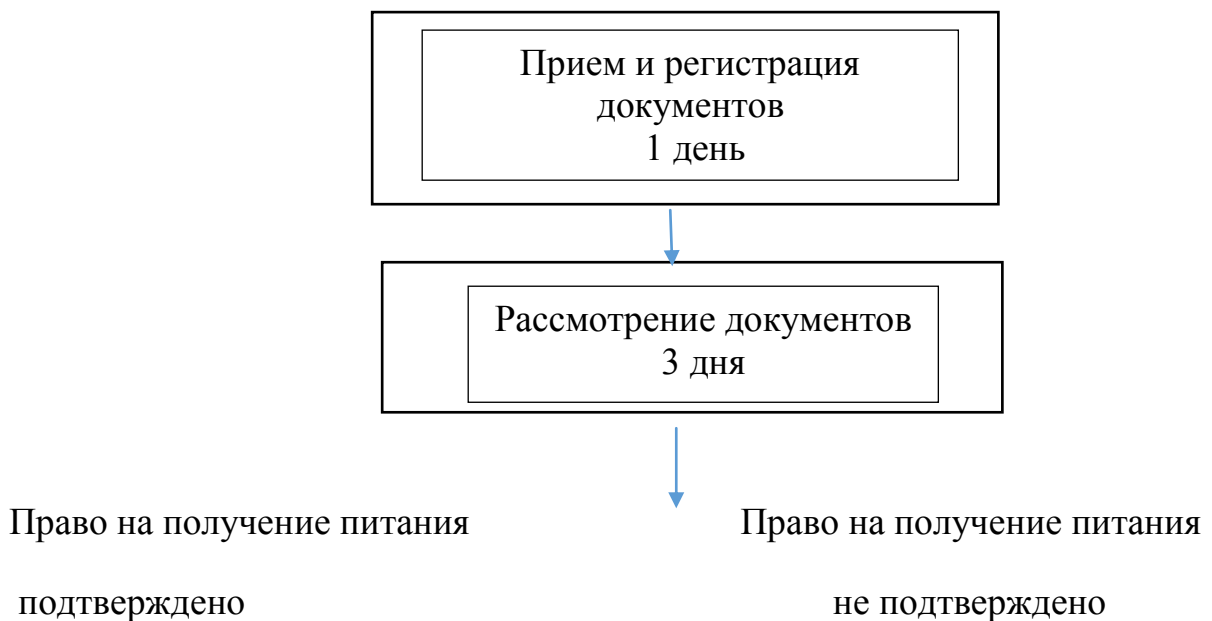 Прием и регистрация
документов
1 день
Рассмотрение документов
3 дня
Право на получение питания
подтверждено
Право на получение питания
не подтверждено